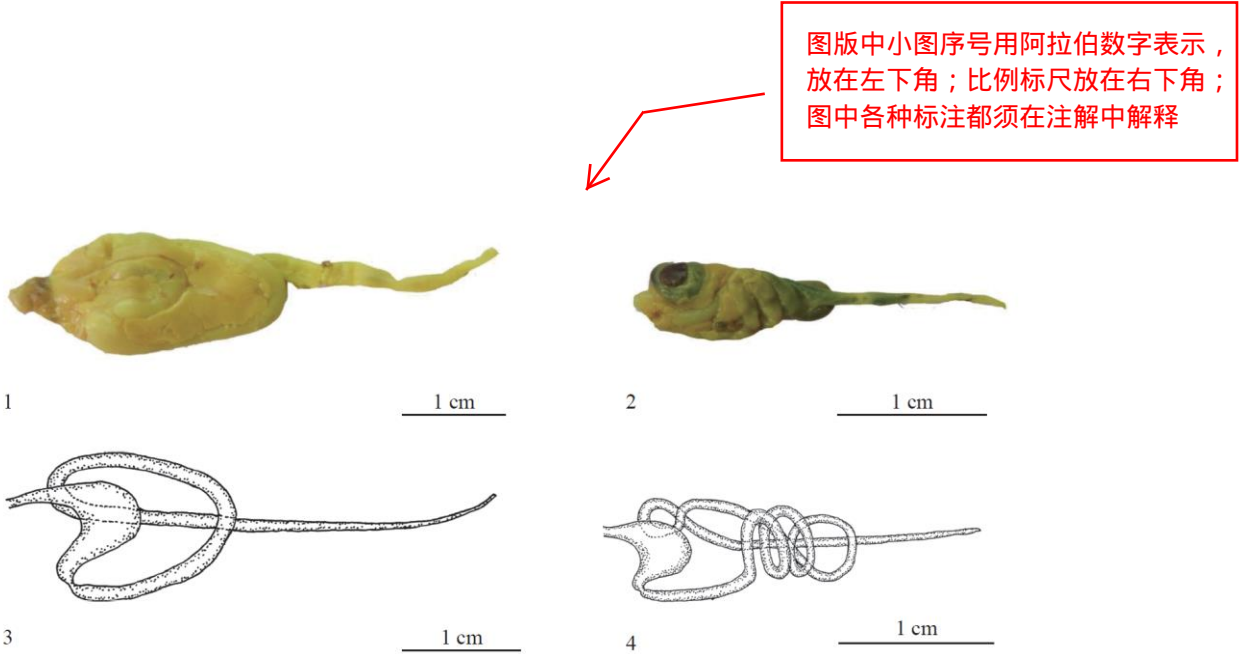 图版中小图序号用阿拉伯数字表示，
放在左下角；比例标尺放在右下角；
图中各种标注都须在注解中解释
1
1 cm
2
1 cm
3
1 cm
4
1 cm